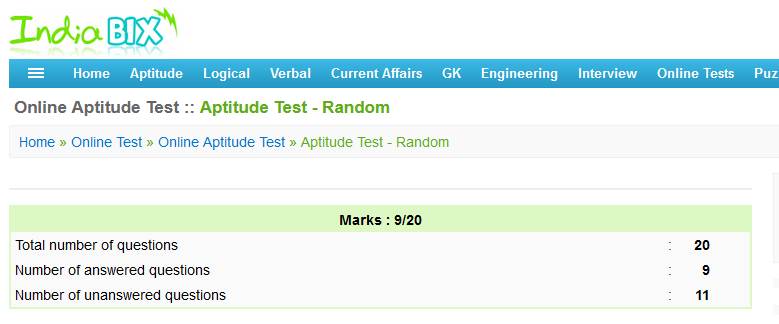 India BIX
Home Aptitude Logical Verbal Current Affairs GK Engineering Interview Online Tests Puz
Online Aptitude Test :: Aptitude Test - Random
Home » Online Test » Online Aptitude Test » Aptitude Test - Random
Marks : 9/20
Total number of questions : 20
Number of answered questions : 9
Number of unanswered questions : 11